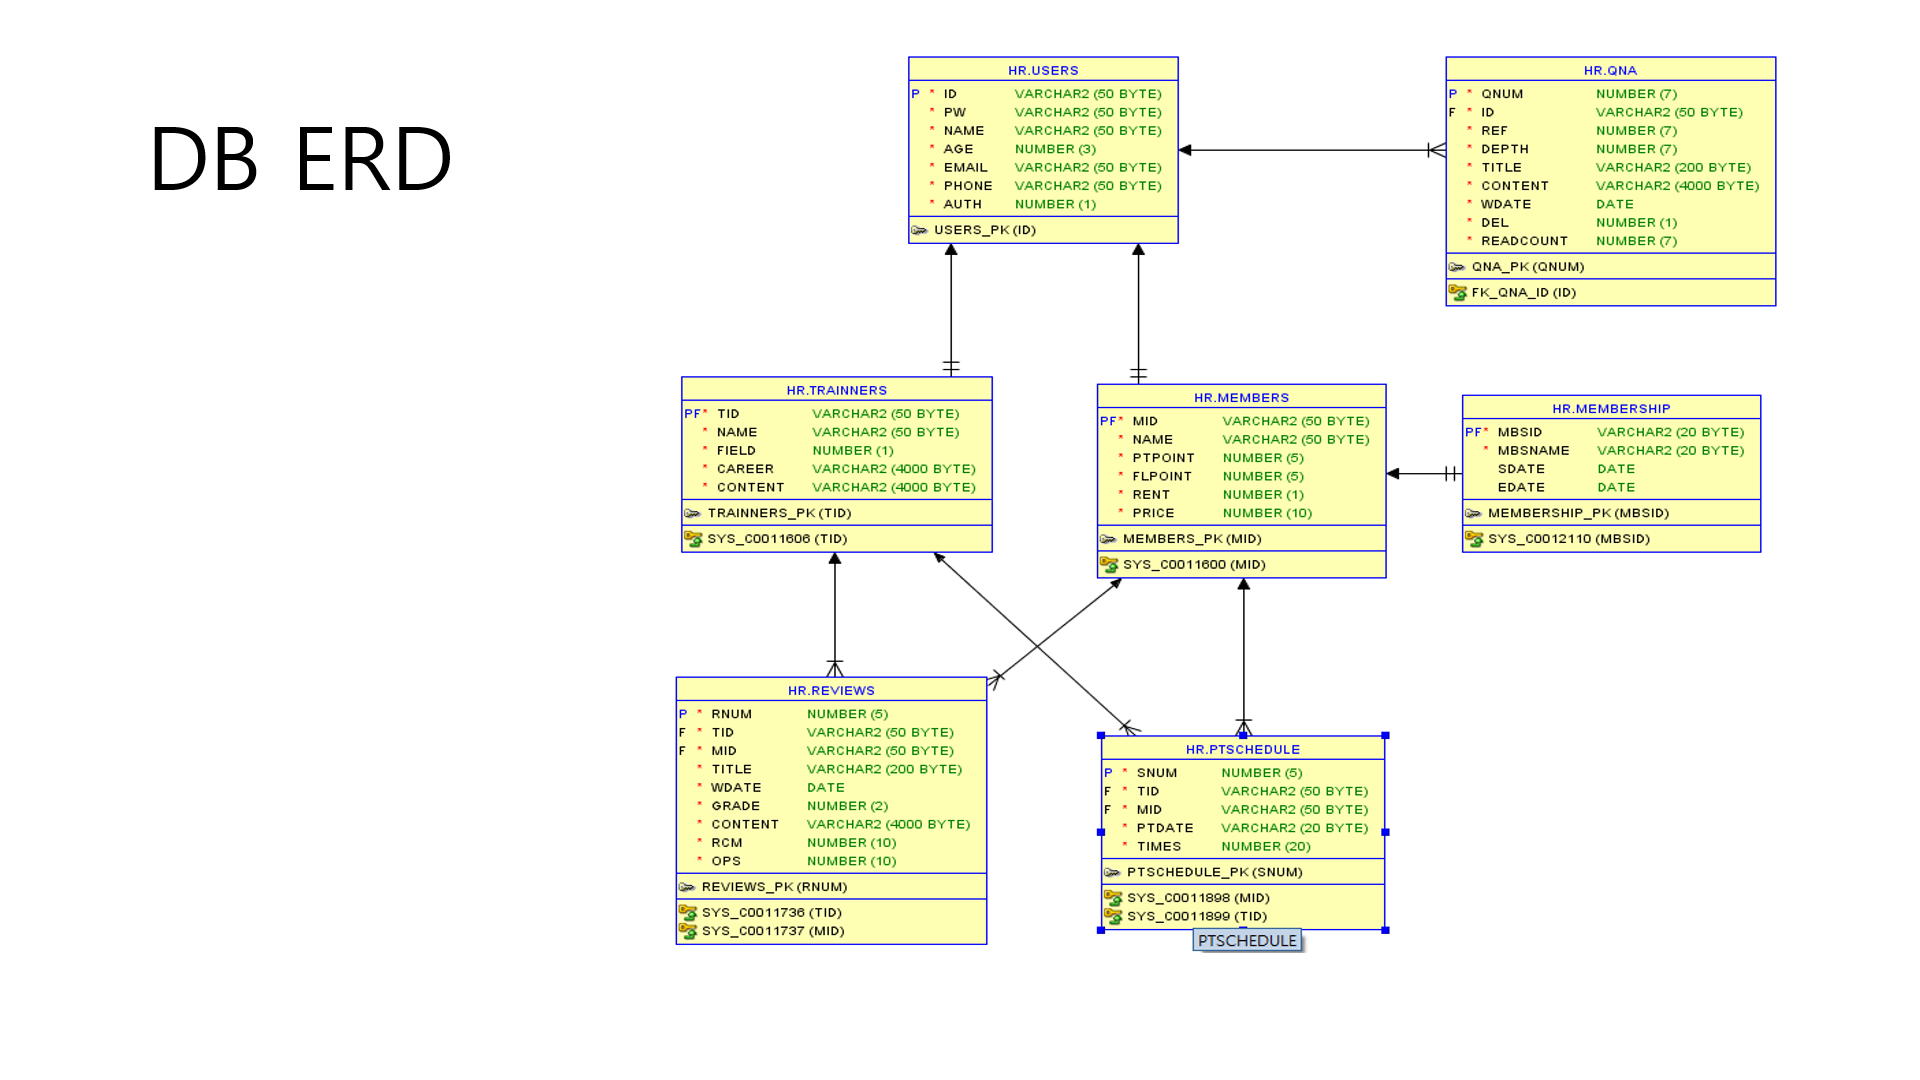 DB ERD
HR.USERS
P * ID VARCHAR2 (50 BYTE)
* PW VARCHAR2 (50 BYTE)
* NAME VARCHAR2 (50 BYTE)
* AGE NUMBER (3)
* EMAIL VARCHAR2 (50 BYTE)
* PHONE VARCHAR2 (50 BYTE)
* AUTH NUMBER (1)
USERS_PK (ID)
HR.QNA
P * QNUM NUMBER (7)
F * ID VARCHAR2 (50 BYTE)
* REF NUMBER (7)
* DEPTH NUMBER (7)
* TITLE VARCHAR2 (200 BYTE)
* CONTENT VARCHAR2 (4000 BYTE)
* WDATE DATE
* DEL NUMBER (1)
* READCOUNT NUMBER (7)
QNA_PK (QNUM)
FK_QNA_ID (ID)
HR.TRAINNERS
PF* TID VARCHAR2 (50 BYTE)
* NAME VARCHAR2 (50 BYTE)
* FIELD NUMBER (1)
* CAREER VARCHAR2 (4000 BYTE)
* CONTENT VARCHAR2 (4000 BYTE)
TRAINNERS_PK (TID)
SYS_C0011606 (TID)
HR.MEMBERS
PF* MID VARCHAR2 (50 BYTE)
* NAME VARCHAR2 (50 BYTE)
* PTPOINT NUMBER (5)
* FLPOINT NUMBER (5)
* RENT NUMBER (1)
* PRICE NUMBER (10)
MEMBERS_PK (MID)
SYS_C0011600 (MID)
HR.MEMBERSHIP
PF* MBSID VARCHAR2 (20 BYTE)
* MBSNAME VARCHAR2 (20 BYTE)
SDATE DATE
EDATE DATE
MEMBERSHIP_PK (MBSID)
SYS_C0012110 (MBSID)
HR.REVIEWS
P * RNUM NUMBER (5)
F * TID VARCHAR2 (50 BYTE)
F * MID VARCHAR2 (50 BYTE)
* TITLE VARCHAR2 (200 BYTE)
* WDATE DATE
* GRADE NUMBER (2)
* CONTENT VARCHAR2 (4000 BYTE)
* RCM NUMBER (10)
* OPS NUMBER (10)
REVIEWS_PK (RNUM)
SYS_C0011736 (TID)
SYS_C0011737 (MID)
HR.PTSCHEDULE
P * SNUM NUMBER (5)
F * TID VARCHAR2 (50 BYTE)
F * MID VARCHAR2 (50 BYTE)
* PTDATE VARCHAR2 (20 BYTE)
* TIMES NUMBER (20)
PTSCHEDULE_PK (SNUM)
SYS_C0011898 (MID)
SYS_C0011899 (TID)
PTSCHEDULE